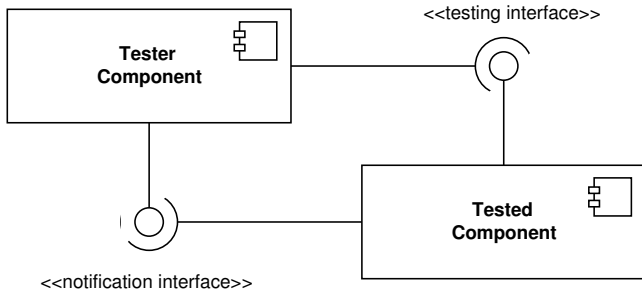 <<testing interface>>
Tester
Component
Tested
Component
<<notification interface>>